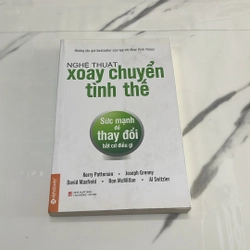 NGHỆ THUẬT
xoay chuyển
tình thế
Sức mạnh
để
thay đổi
bất cứ điều gì
Kerry Patterson • Joseph Grenny
David Maxfield • Ron McMillan • Al Switzler